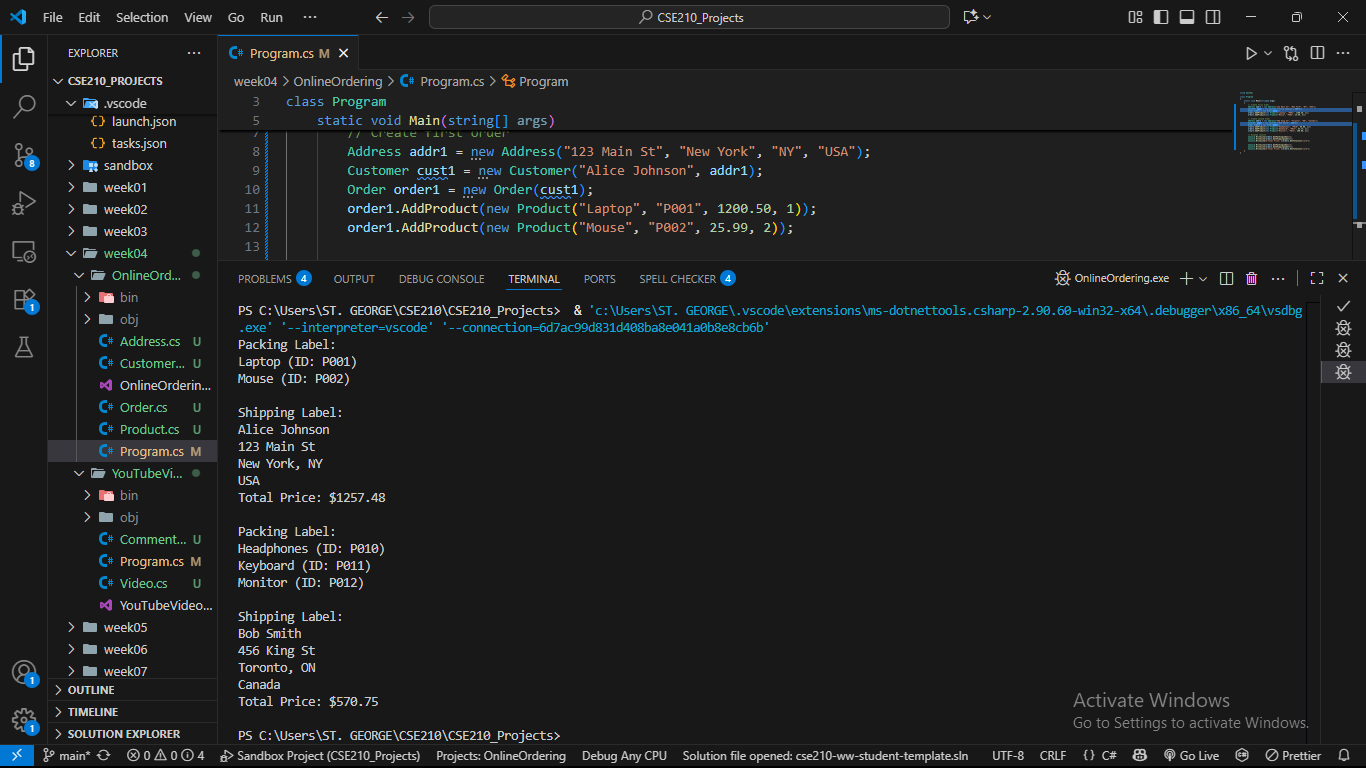 File Edit Selection View Go Run ··· CSE210_Projects
EXPLORER ···
CSE210_PROJECTS
.vscode
launch.json
tasks.json
sandbox
week01
week02
week03
week04
OnlineOrd...
bin
obj
Address.cs U
Customer... U
OnlineOrderin...
Order.cs U
Product.cs U
Program.cs M
YouTubeVi...
bin
obj
Comment... U
Program.cs M
Video.cs U
YouTubeVideo...
week05
week06
week07
OUTLINE
TIMELINE
SOLUTION EXPLORER
8
1
1
1
Program.cs M
week04 > OnlineOrdering > Program.cs > Program
3 class Program
5 static void Main(string[] args)
7 // Create first order
8 Address addr1 = new Address("123 Main St", "New York", "NY", "USA");
9 Customer cust1 = new Customer("Alice Johnson", addr1);
10 Order order1 = new Order(cust1);
11 order1.AddProduct(new Product("Laptop", "P001", 1200.50, 1));
12 order1.AddProduct(new Product("Mouse", "P002", 25.99, 2));
13
PROBLEMS 4 OUTPUT DEBUG CONSOLE TERMINAL PORTS SPELL CHECKER 4 OnlineOrdering.exe
PS C:\Users\ST. GEORGE\CSE210\CSE210_Projects> & 'c:\Users\ST. GEORGE\.vscode\extensions\ms-dotnettools.csharp-2.90.60-win32-x64\.debugger\x86_64\vsdbg
.exe' '--interpreter=vscode' '--connection=6d7ac99d831d408ba8e041a0b8e8cb6b'
Packing Label:
Laptop (ID: P001)
Mouse (ID: P002)
Shipping Label:
Alice Johnson
123 Main St
New York, NY
USA
Total Price: $1257.48
Packing Label:
Headphones (ID: P010)
Keyboard (ID: P011)
Monitor (ID: P012)
Shipping Label:
Bob Smith
456 King St
Toronto, ON
Canada
Total Price: $570.75
PS C:\Users\ST. GEORGE\CSE210\CSE210_Projects>
Activate Windows
Go to Settings to activate Windows.
main* 0 0 4 Sandbox Project (CSE210_Projects) Projects: OnlineOrdering Debug Any CPU Solution file opened: cse210-ww-student-template.sln UTF-8 CRLF {} C# Go Live Prettier